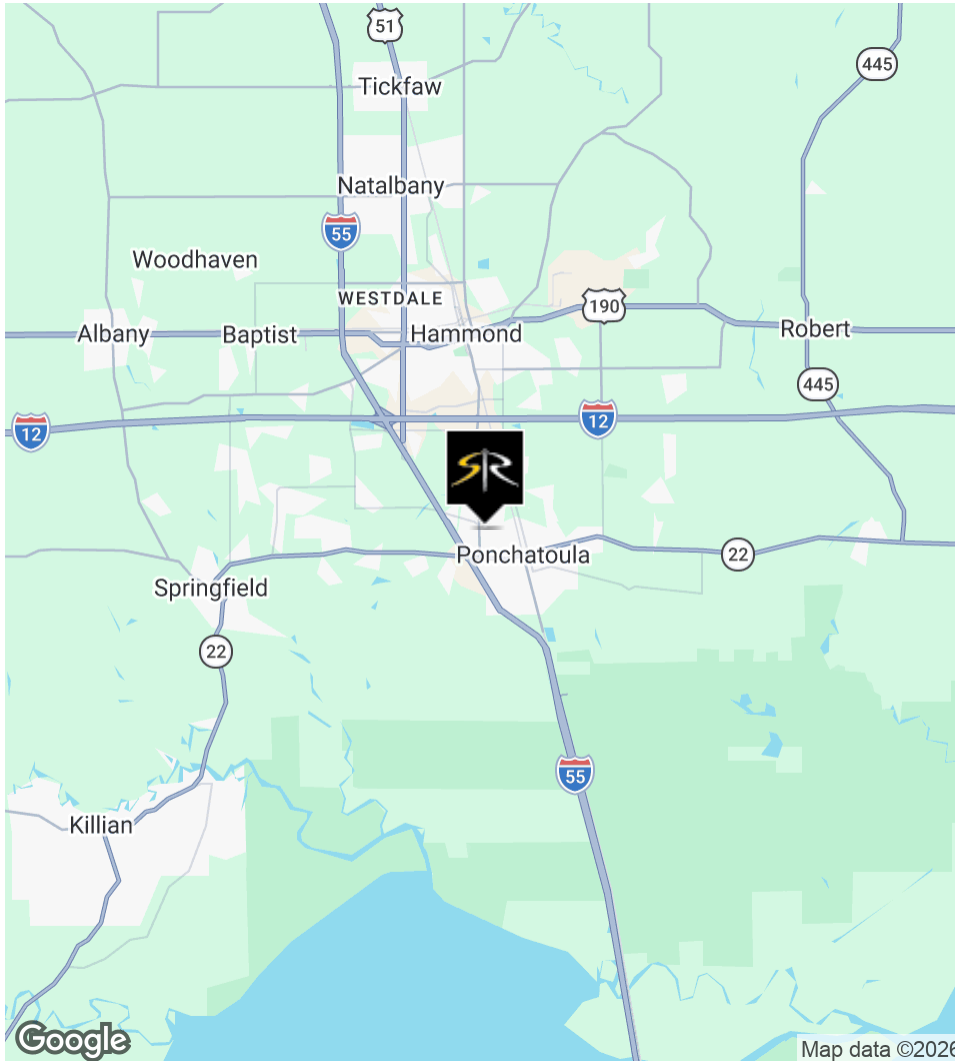 51
445
Tickfaw
Natalbany
55
Woodhaven
WESTDALE
190
Albany
Baptist
Hammond
Robert
445
12
12
SR
Ponchatoula
22
Springfield
22
55
Killian
Google
Map data ©2026